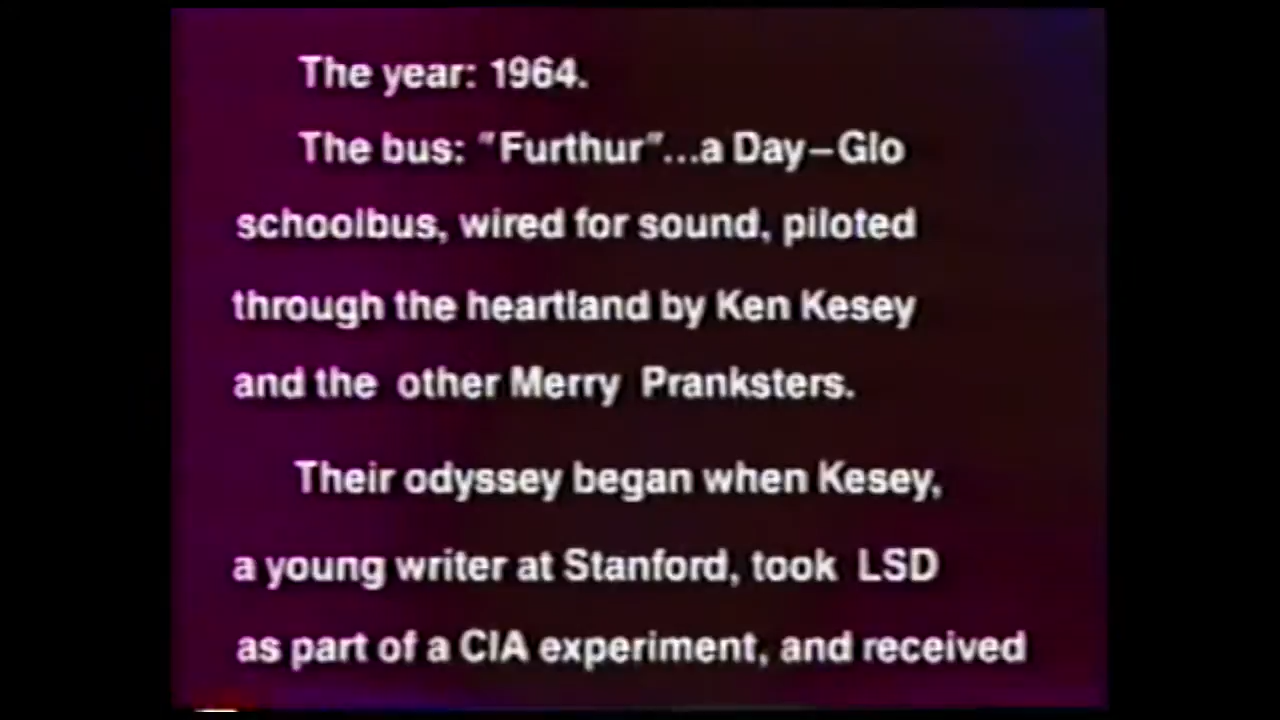 The year: 1964.
The bus: "Furthur"...a Day-Glo
schoolbus, wired for sound, piloted
through the heartland by Ken Kesey
and the other Merry Pranksters.
Their odyssey began when Kesey,
a young writer at Stanford, took LSD
as part of a CIA experiment, and received